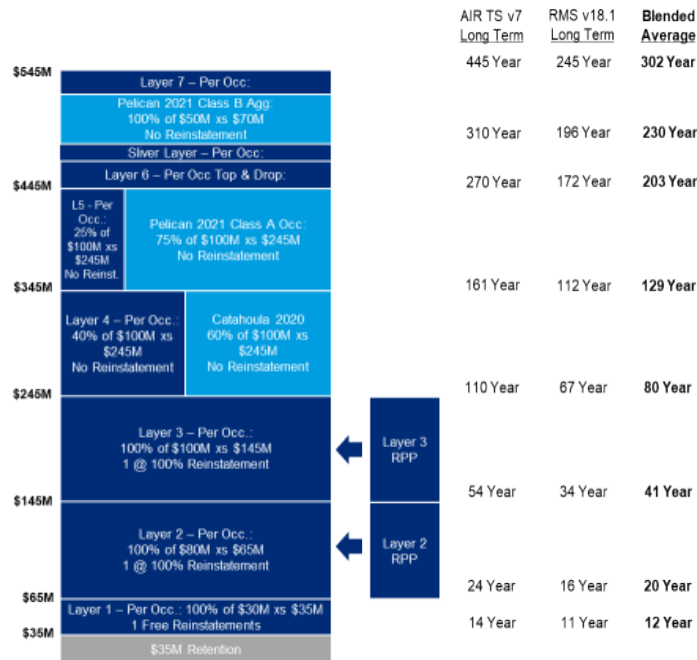 AIR TS v7 RMS v18.1 Blended
Long Term Long Term Average
$545M 445 Year 245 Year 302 Year
Layer 7 – Per Occ:
Pelican 2021 Class B Agg:
100% of $50M xs $70M
No Reinstatement 310 Year 196 Year 230 Year
Sliver Layer – Per Occ:
Layer 6 – Per Occ Top & Drop: 270 Year 172 Year 203 Year
$445M
L5 - Per
Occ.:
25% of
$100M xs
$245M
No Reinst.
Pelican 2021 Class A Occ:
75% of $100M xs $245M
No Reinstatement
$345M 161 Year 112 Year 129 Year
Layer 4 – Per Occ.:
40% of $100M xs
$245M
No Reinstatement
Catahoula 2020
60% of $100M xs
$245M
No Reinstatement
$245M 110 Year 67 Year 80 Year
Layer 3 – Per Occ.:
100% of $100M xs $145M
1 @ 100% Reinstatement
Layer 3
RPP
$145M 54 Year 34 Year 41 Year
Layer 2 – Per Occ.:
100% of $80M xs $65M
1 @ 100% Reinstatement
Layer 2
RPP
$65M 24 Year 16 Year 20 Year
Layer 1 – Per Occ.: 100% of $30M xs $35M
1 Free Reinstatements
$35M 14 Year 11 Year 12 Year
$35M Retention